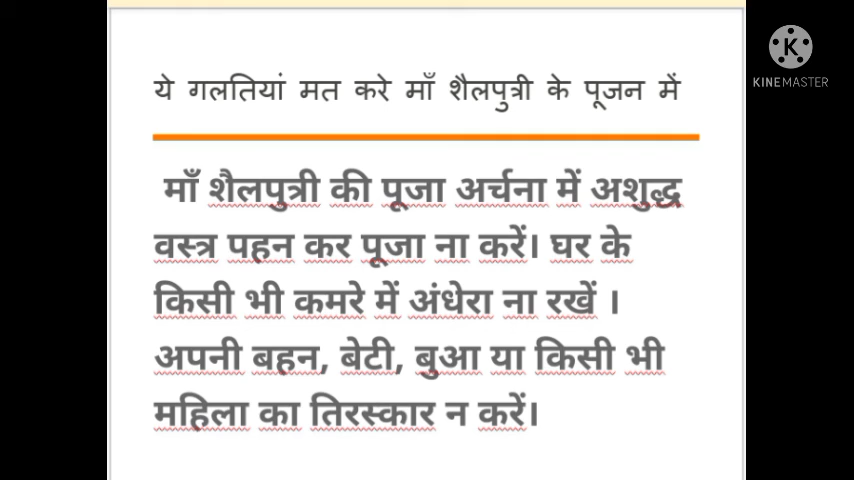 ये गलतियां मत करे माँ शैलपुत्री के पूजन में
माँ शैलपुत्री की पूजा अर्चना में अशुद्ध
वस्त्र पहन कर पूजा ना करें। घर के
किसी भी कमरे में अंधेरा ना रखें ।
अपनी बहन, बेटी, बुआ या किसी भी
महिला का तिरस्कार न करें।
K
KINEMASTER